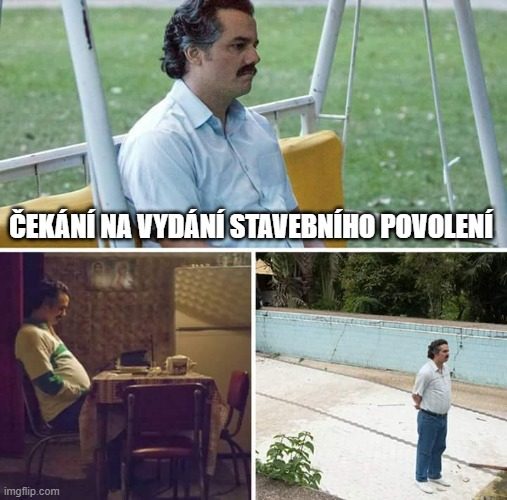 ČEKÁNÍ NA VYDÁNÍ STAVEBNÍHO POVOLENÍ
imgflip.com